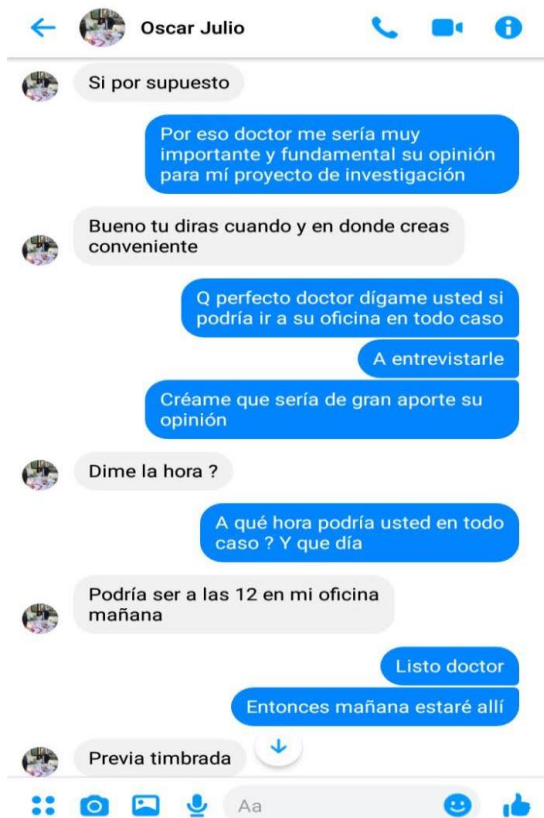 Oscar Julio
Si por supuesto
Por eso doctor me sería muy
importante y fundamental su opinión
para mí proyecto de investigación
Bueno tu diras cuando y en donde creas
conveniente
Q perfecto doctor dígame usted si
podría ir a su oficina en todo caso
A entrevistarle
Créame que sería de gran aporte su
opinión
Dime la hora ?
A qué hora podría usted en todo
caso ? Y que día
Podría ser a las 12 en mi oficina
mañana
Listo doctor
Entonces mañana estaré allí
Previa timbrada
Aa